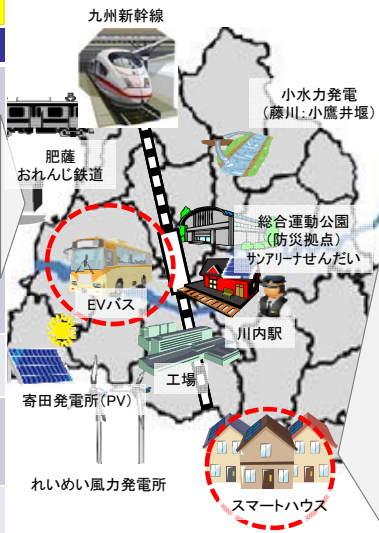 九州新幹線
小水力発電
（藤川：小鷹井堰）
肥薩
おれんじ鉄道
総合運動公園
（防災拠点）
サンアリーナせんだい
EVバス
川内駅
工場
寄田発電所（PV）
れいめい風力発電所
スマートハウス